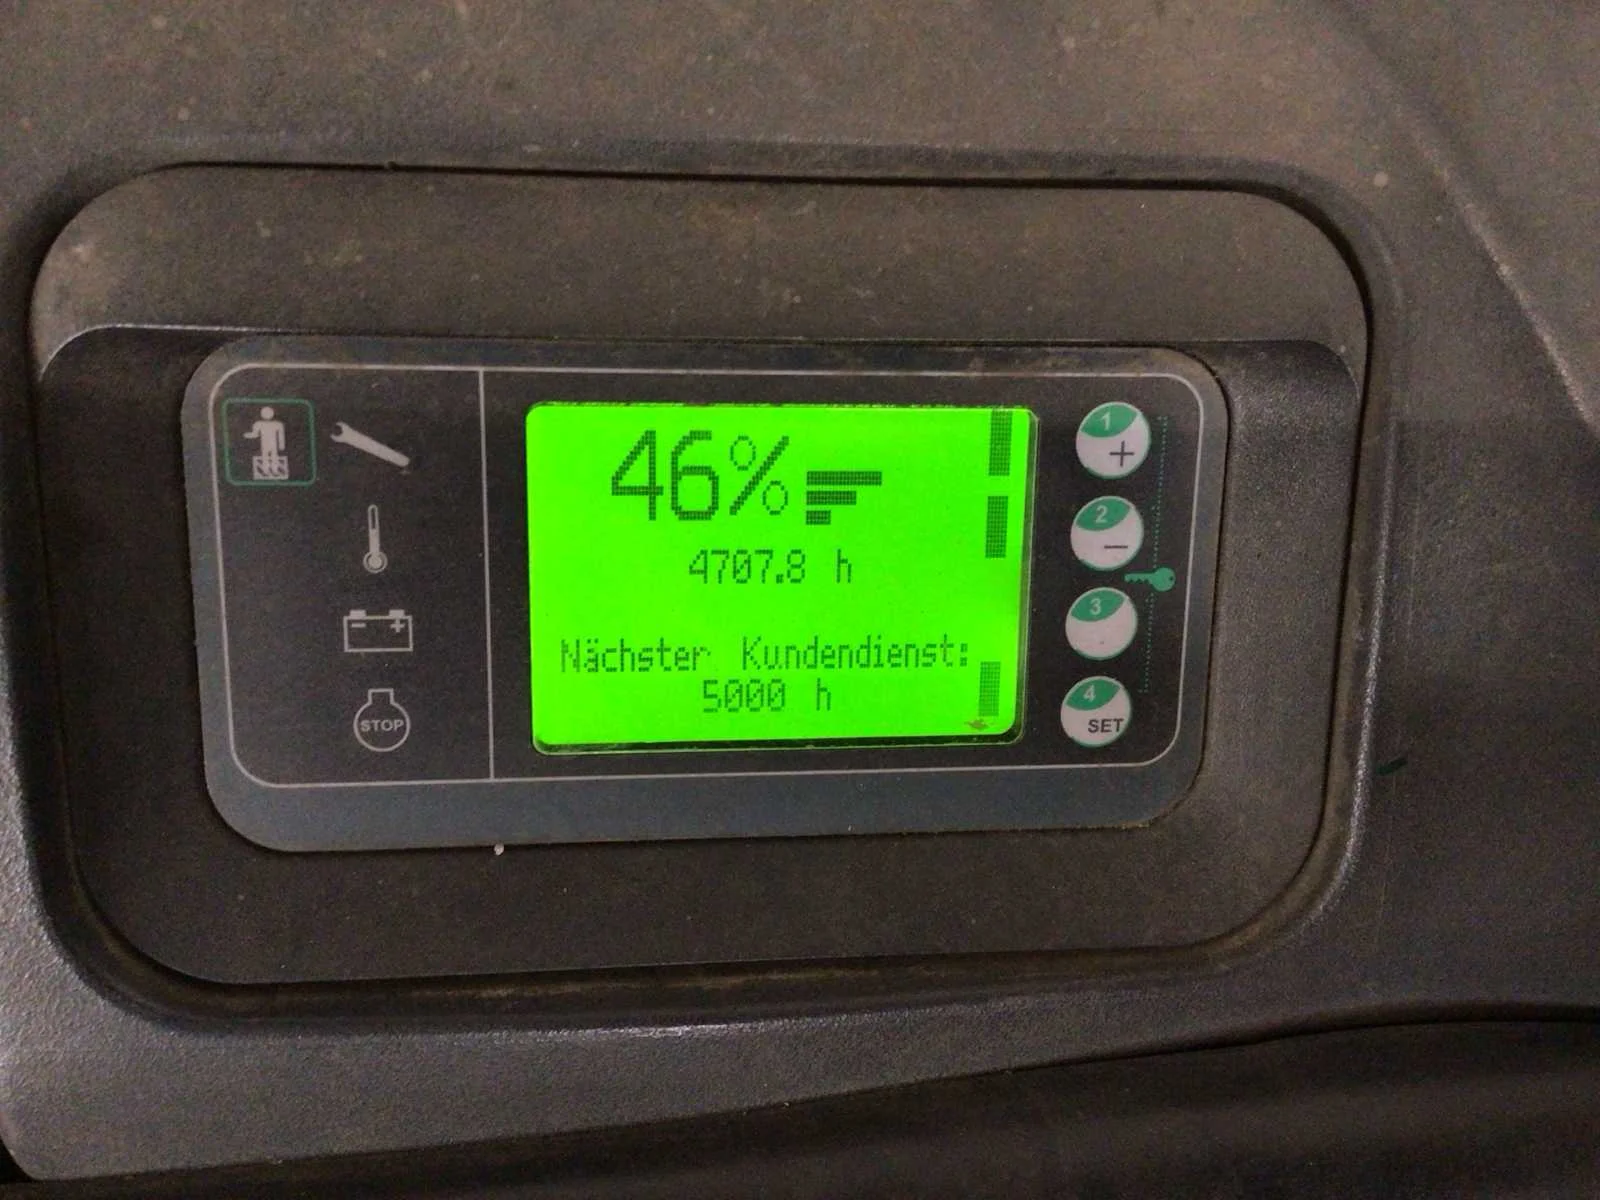 46%
4707.8 h
Nächster Kundendienst:
5000 h
STOP
1
+
2
−
3
4
SET